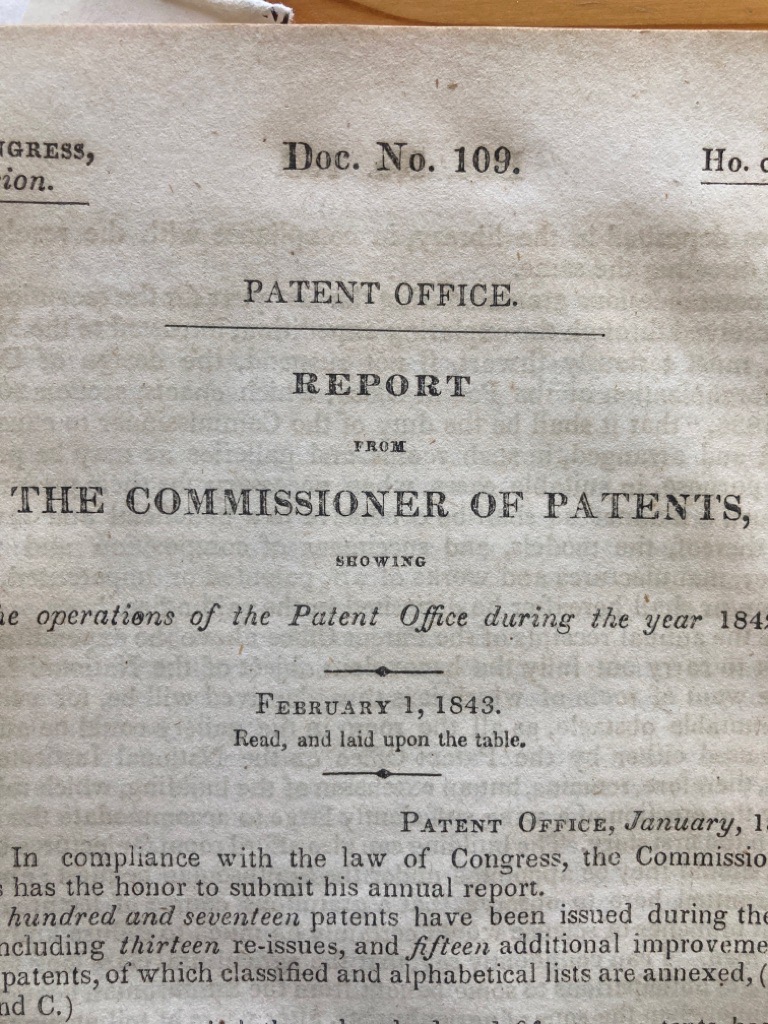 NGRESS,
Doc. No. 109.
Ho.
ion.
PATENT OFFICE.
REPORT
FROM
THE COMMISSIONER OF PATENTS,
SHOWING
he operations of the Patent Office during the year 184
FEBRUARY 1, 1843.
Read, and laid upon the table.
PATENT OFFICE, January, 1
In compliance with the law of Congress, the Commissio
s has the honor to submit his annual report.
hundred and seventeen patents have been issued during the
ncluding thirteen re-issues, and fifteen additional improveme
patents, of which classified and alphabetical lists are annexed, (
nd C.)